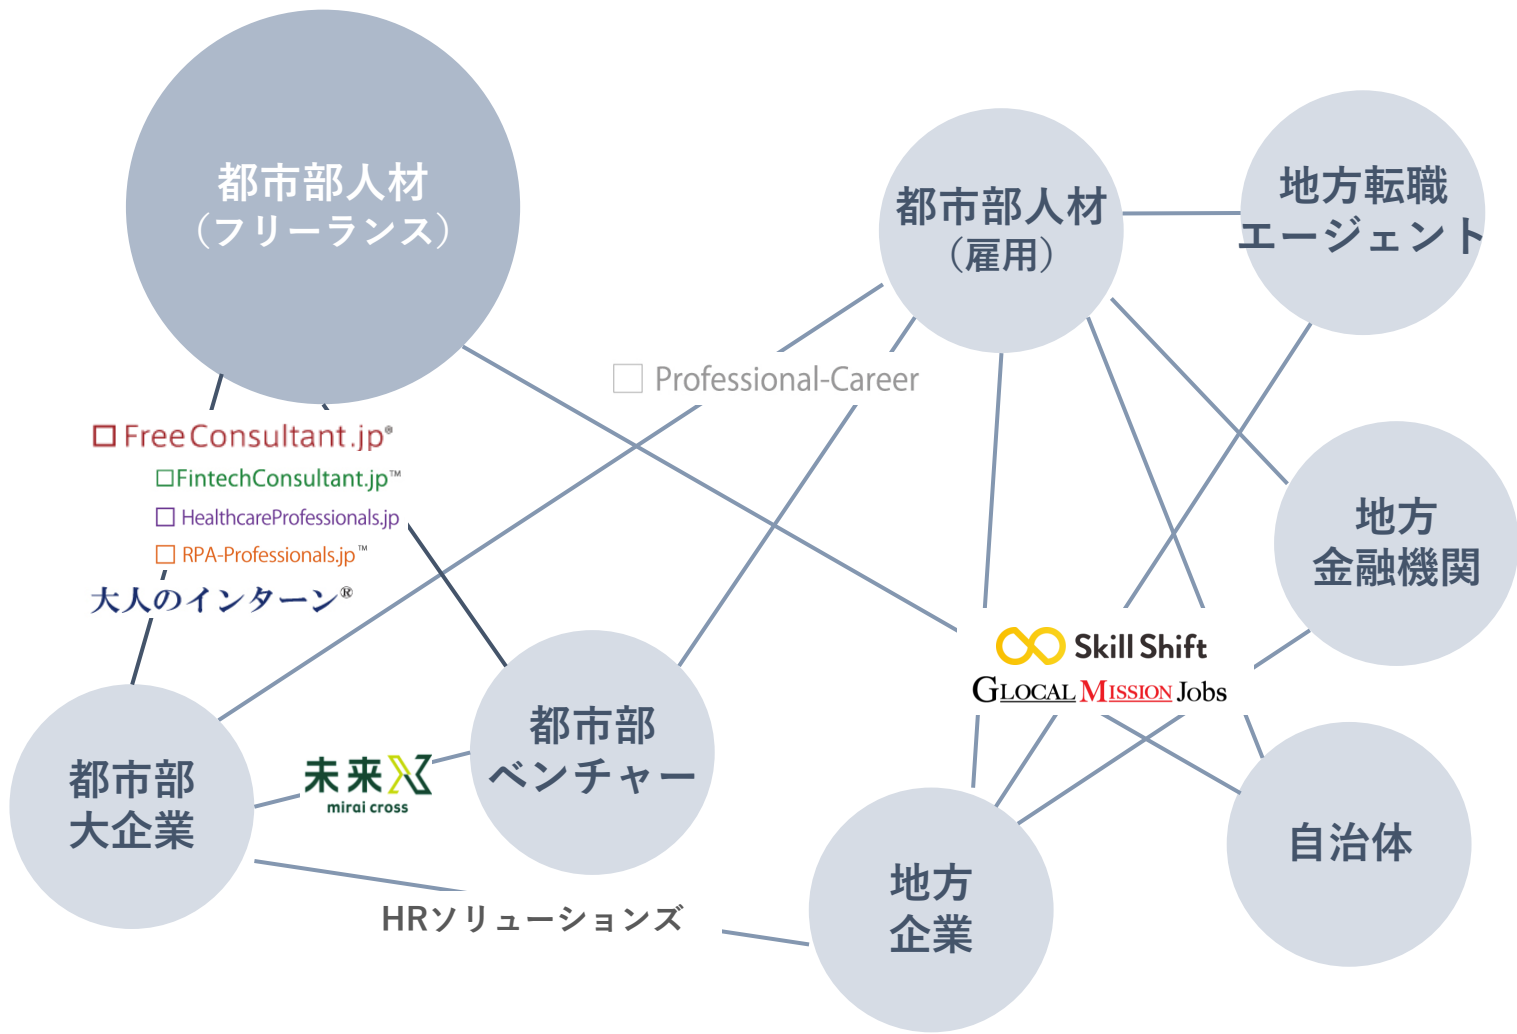 都市部人材
（フリーランス）
都市部人材
（雇用）
地方転職
エージェント
Professional-Career
FreeConsultant.jp®
FintechConsultant.jp™
HealthcareProfessionals.jp
RPA-Professionals.jp™
大人のインターン®
地方
金融機関
Skill Shift
GLOCAL MISSION Jobs
都市部
ベンチャー
未来X
mirai cross
都市部
大企業
自治体
地方
企業
HRソリューションズ